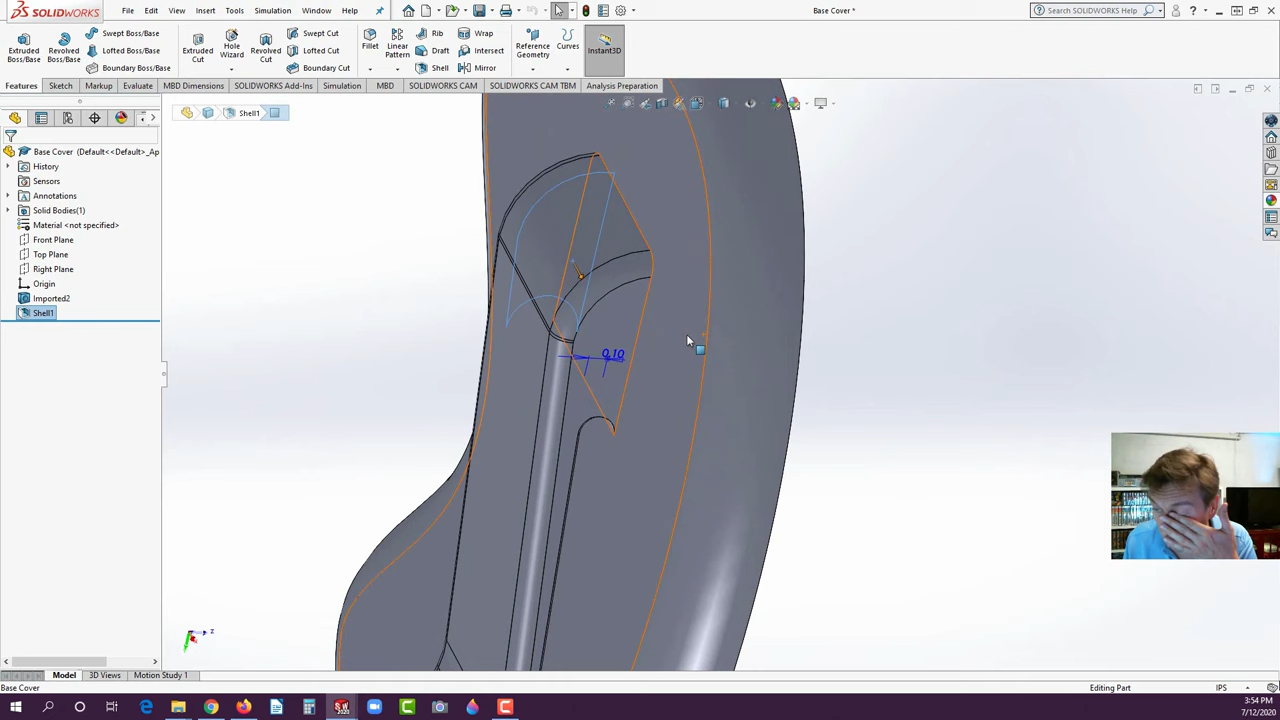 SOLIDWORKS File Edit View Insert Tools Simulation Window Help Base Cover * Search SOLIDWORKS Help
Extruded Boss/Base
Revolved Boss/Base
Swept Boss/Base
Lofted Boss/Base
Boundary Boss/Base
Extruded Cut
Hole Wizard
Revolved Cut
Swept Cut
Lofted Cut
Boundary Cut
Fillet
Linear Pattern
Rib
Draft
Shell
Wrap
Intersect
Mirror
Reference Geometry
Curves
Instant3D
Features Sketch Markup Evaluate MBD Dimensions SOLIDWORKS Add-Ins Simulation MBD SOLIDWORKS CAM SOLIDWORKS CAM TBM Analysis Preparation
Shell1
Base Cover (Default<<Default>_Ap
History
Sensors
Annotations
Solid Bodies(1)
Material <not specified>
Front Plane
Top Plane
Right Plane
Origin
Imported2
Shell1
0.10
z
Model 3D Views Motion Study 1
Base Cover Editing Part IPS
3:54 PM
7/12/2020